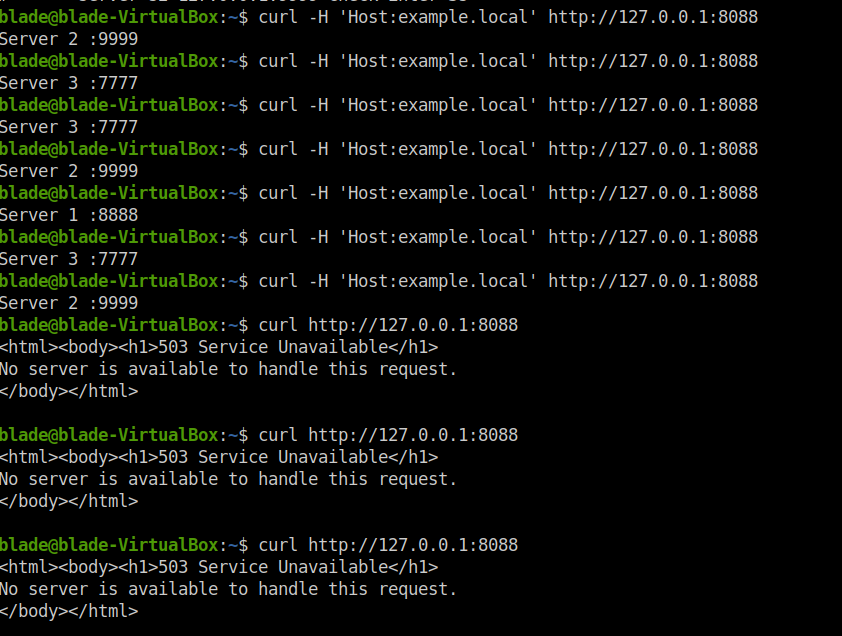 blade@blade-VirtualBox:~$ curl -H 'Host:example.local' http://127.0.0.1:8088
Server 2 :9999
blade@blade-VirtualBox:~$ curl -H 'Host:example.local' http://127.0.0.1:8088
Server 3 :7777
blade@blade-VirtualBox:~$ curl -H 'Host:example.local' http://127.0.0.1:8088
Server 3 :7777
blade@blade-VirtualBox:~$ curl -H 'Host:example.local' http://127.0.0.1:8088
Server 2 :9999
blade@blade-VirtualBox:~$ curl -H 'Host:example.local' http://127.0.0.1:8088
Server 1 :8888
blade@blade-VirtualBox:~$ curl -H 'Host:example.local' http://127.0.0.1:8088
Server 3 :7777
blade@blade-VirtualBox:~$ curl -H 'Host:example.local' http://127.0.0.1:8088
Server 2 :9999
blade@blade-VirtualBox:~$ curl http://127.0.0.1:8088
<html><body><h1>503 Service Unavailable</h1>
No server is available to handle this request.
</body></html>
blade@blade-VirtualBox:~$ curl http://127.0.0.1:8088
<html><body><h1>503 Service Unavailable</h1>
No server is available to handle this request.
</body></html>
blade@blade-VirtualBox:~$ curl http://127.0.0.1:8088
<html><body><h1>503 Service Unavailable</h1>
No server is available to handle this request.
</body></html>